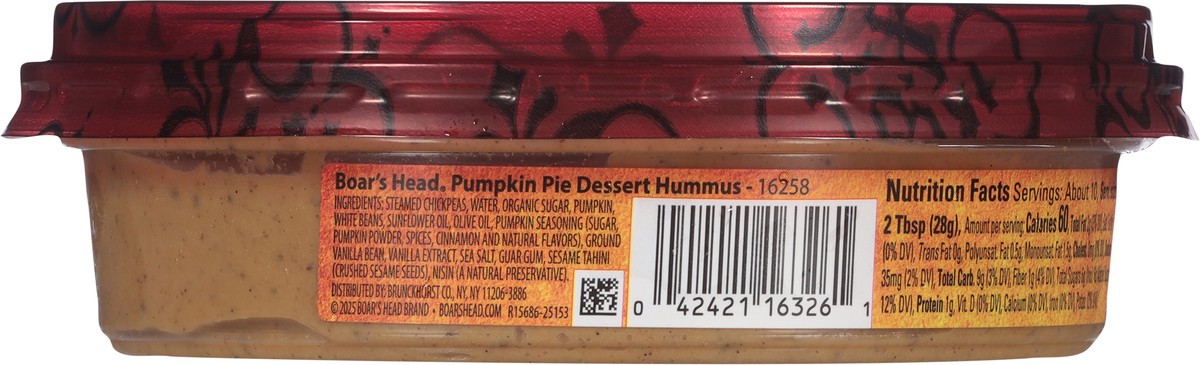 Boar's Head® Pumpkin Pie Dessert Hummus - 16258
INGREDIENTS: STEAMED CHICKPEAS, WATER, ORGANIC SUGAR, PUMPKIN,
WHITE BEANS, SUNFLOWER OIL, OLIVE OIL, PUMPKIN SEASONING (SUGAR,
PUMPKIN POWDER, SPICES, CINNAMON AND NATURAL FLAVORS), GROUND
VANILLA BEAN, VANILLA EXTRACT, SEA SALT, GUAR GUM, SESAME TAHINI
(CRUSHED SESAME SEEDS), NISIN (A NATURAL PRESERVATIVE).
DISTRIBUTED BY: BRUNCKHORST CO., NY, NY 11206-3886
© 2025 BOAR'S HEAD BRAND • BOARSHEAD.COM R15686-25153
0 42421 16326 1
Nutrition Facts Servings: About 10,
2 Tbsp (28g), Amount per serving: Calories 60
(0% DV), Trans Fat 0g, Polyunsat. Fat 0.5g, Monounsat. Fat 1.5g,
35mg (2% DV), Total Carb. 9g (3% DV), Fiber 1g (4% DV),
12% DV), Protein 1g, Vit. D (0% DV), Calcium (0% DV),